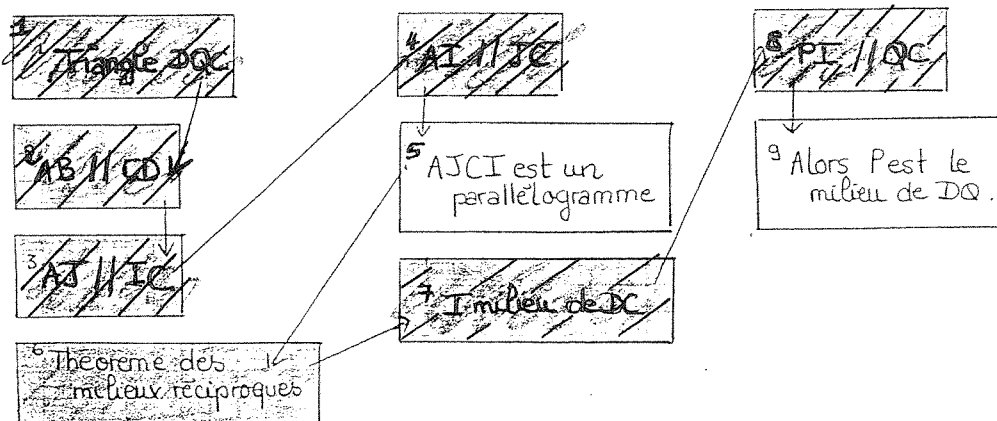 1
Triangle DQC
2 AB // CD
3 AJ // IC
4 AI // JC
5 AJCI est un
parallélogramme
6 Théorème des
milieux réciproques
7 I milieu de DC
8 PI // QC
9 Alors P est le
milieu de DQ.